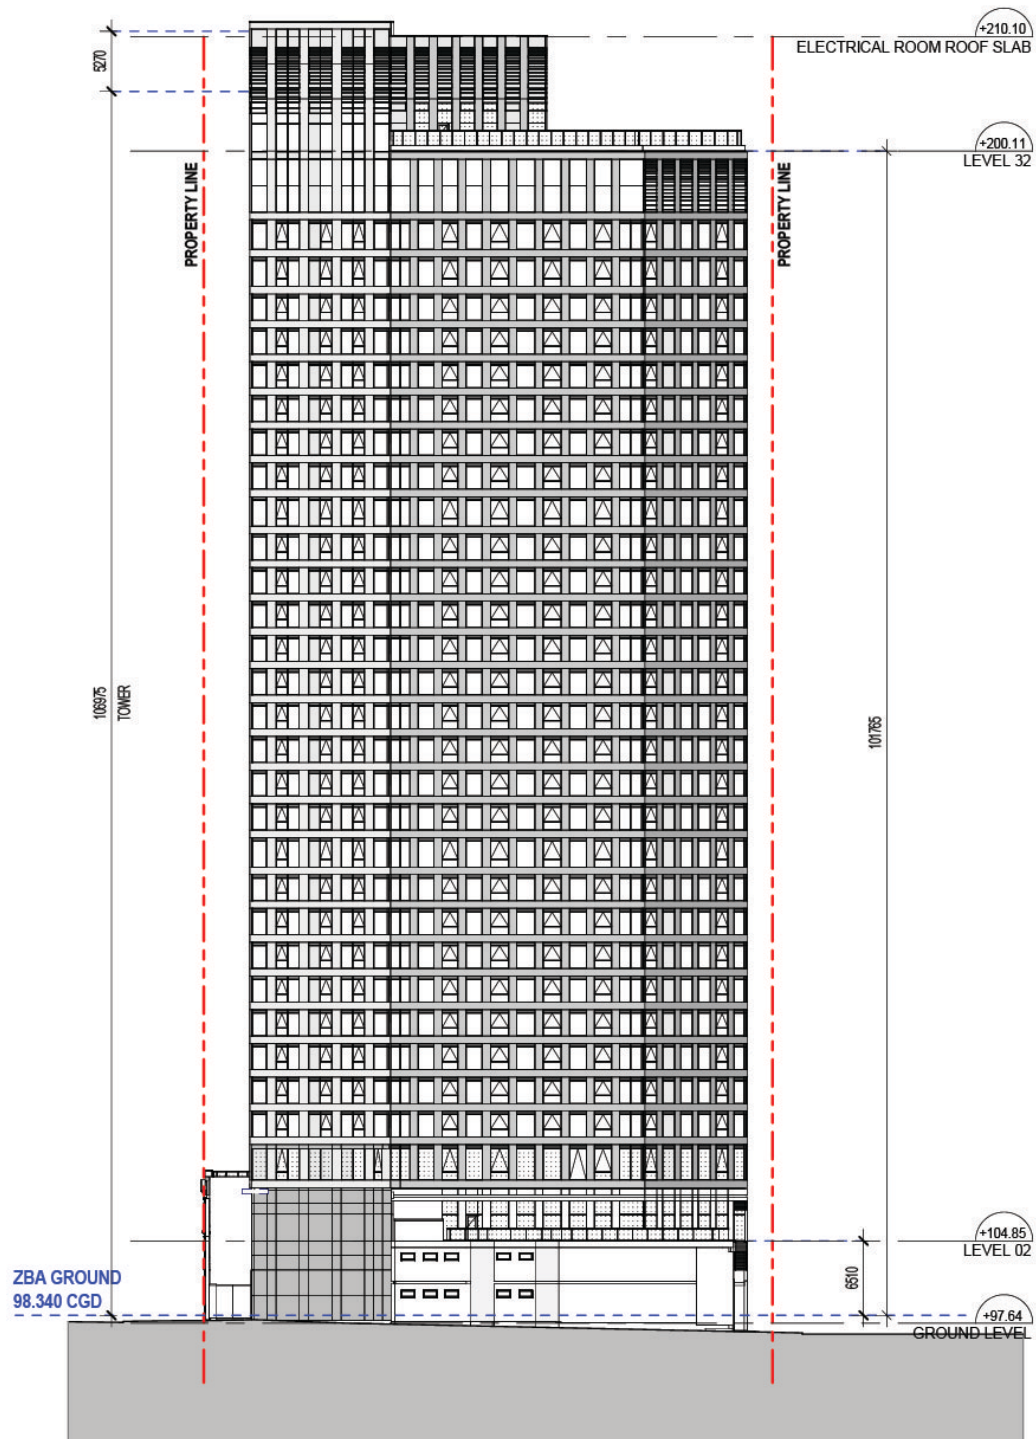 +210.10
ELECTRICAL ROOM ROOF SLAB
5270
+200.11
LEVEL 32
PROPERTY LINE
PROPERTY LINE
106975
TOWER
101765
+104.85
LEVEL 02
6510
ZBA GROUND
98.340 CGD
+97.64
GROUND LEVEL